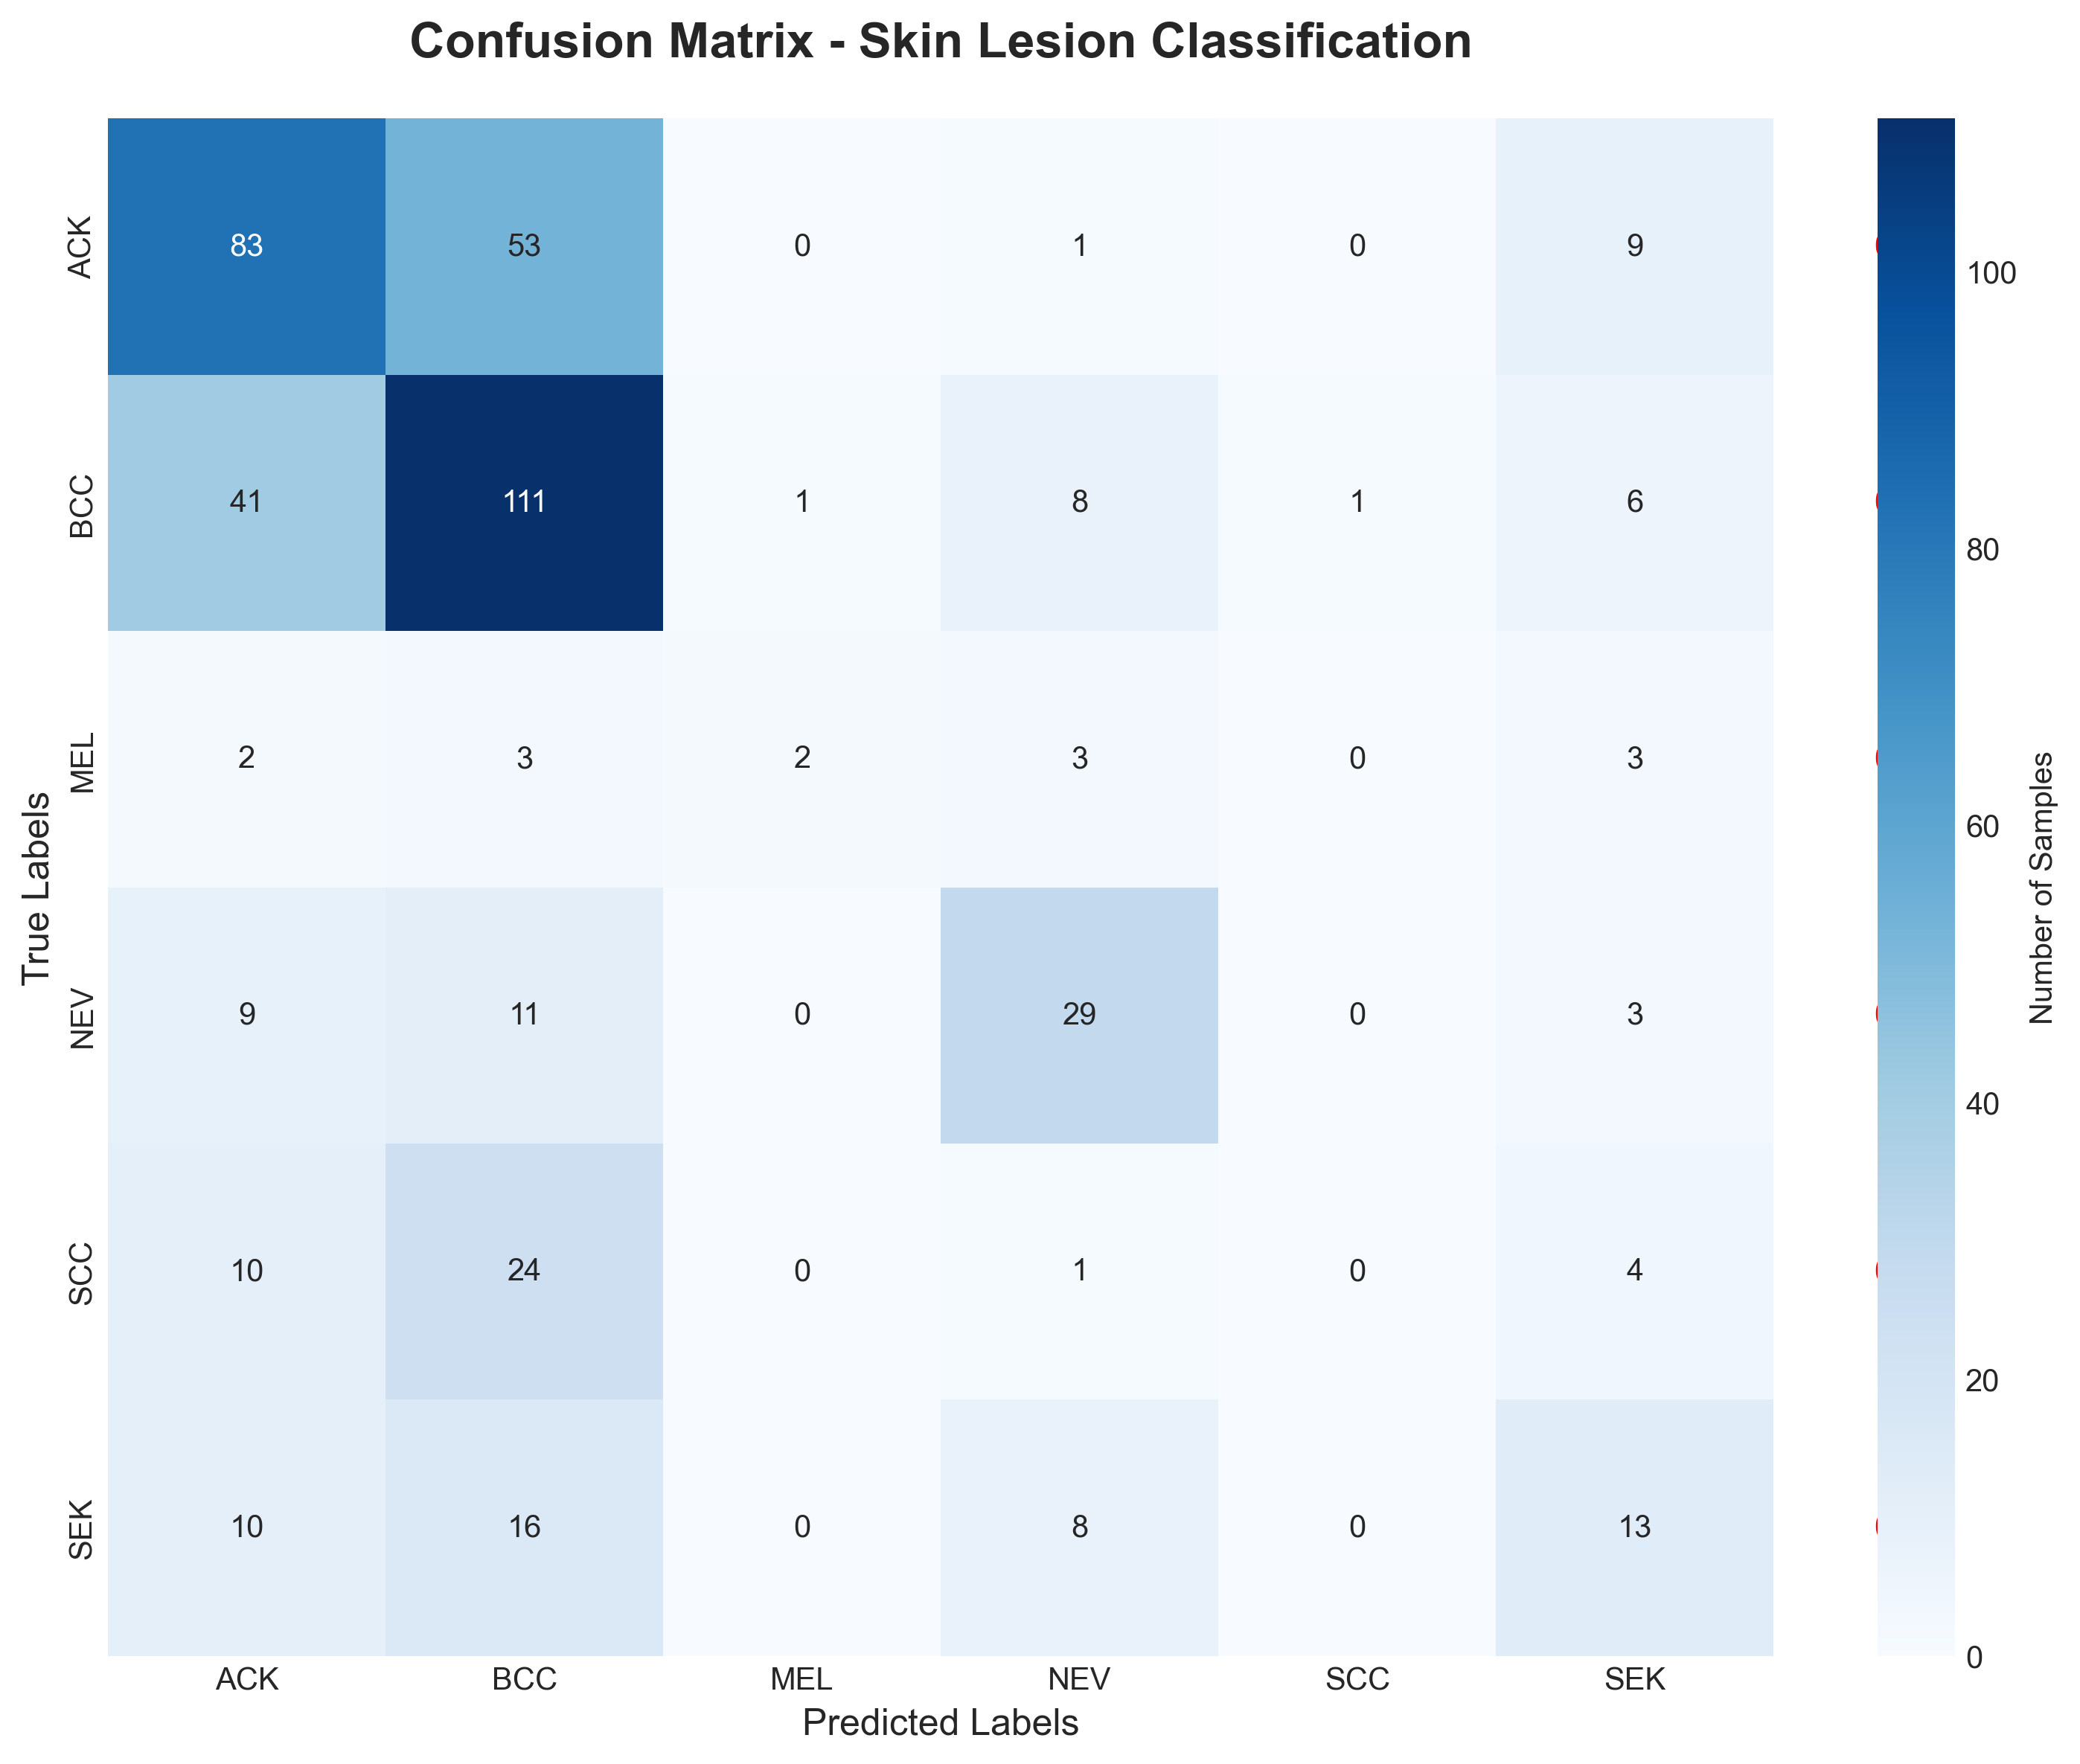 Confusion Matrix - Skin Lesion Classification
True Labels
ACK 83 53 0 1 0 9
BCC 41 111 1 8 1 6
MEL 2 3 2 3 0 3
NEV 9 11 0 29 0 3
SCC 10 24 0 1 0 4
SEK 10 16 0 8 0 13
ACK BCC MEL NEV SCC SEK
Predicted Labels
100
80
60
40
20
0
Number of Samples